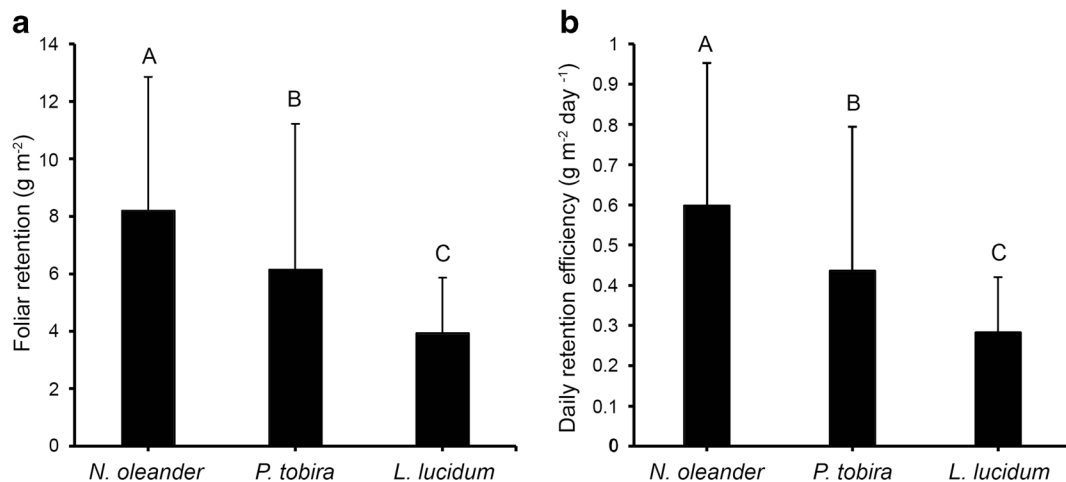 a
14
12
10
8
6
4
2
0
Foliar retention (g m-2)
A
B
C
N. oleander P. tobira L. lucidum
b
1
0.9
0.8
0.7
0.6
0.5
0.4
0.3
0.2
0.1
0
Daily retention efficiency (g m-2 day -1)
A
B
C
N. oleander P. tobira L. lucidum